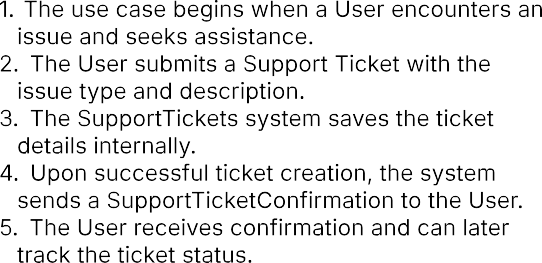 1. The use case begins when a User encounters an
issue and seeks assistance.
2. The User submits a Support Ticket with the
issue type and description.
3. The SupportTickets system saves the ticket
details internally.
4. Upon successful ticket creation, the system
sends a SupportTicketConfirmation to the User.
5. The User receives confirmation and can later
track the ticket status.